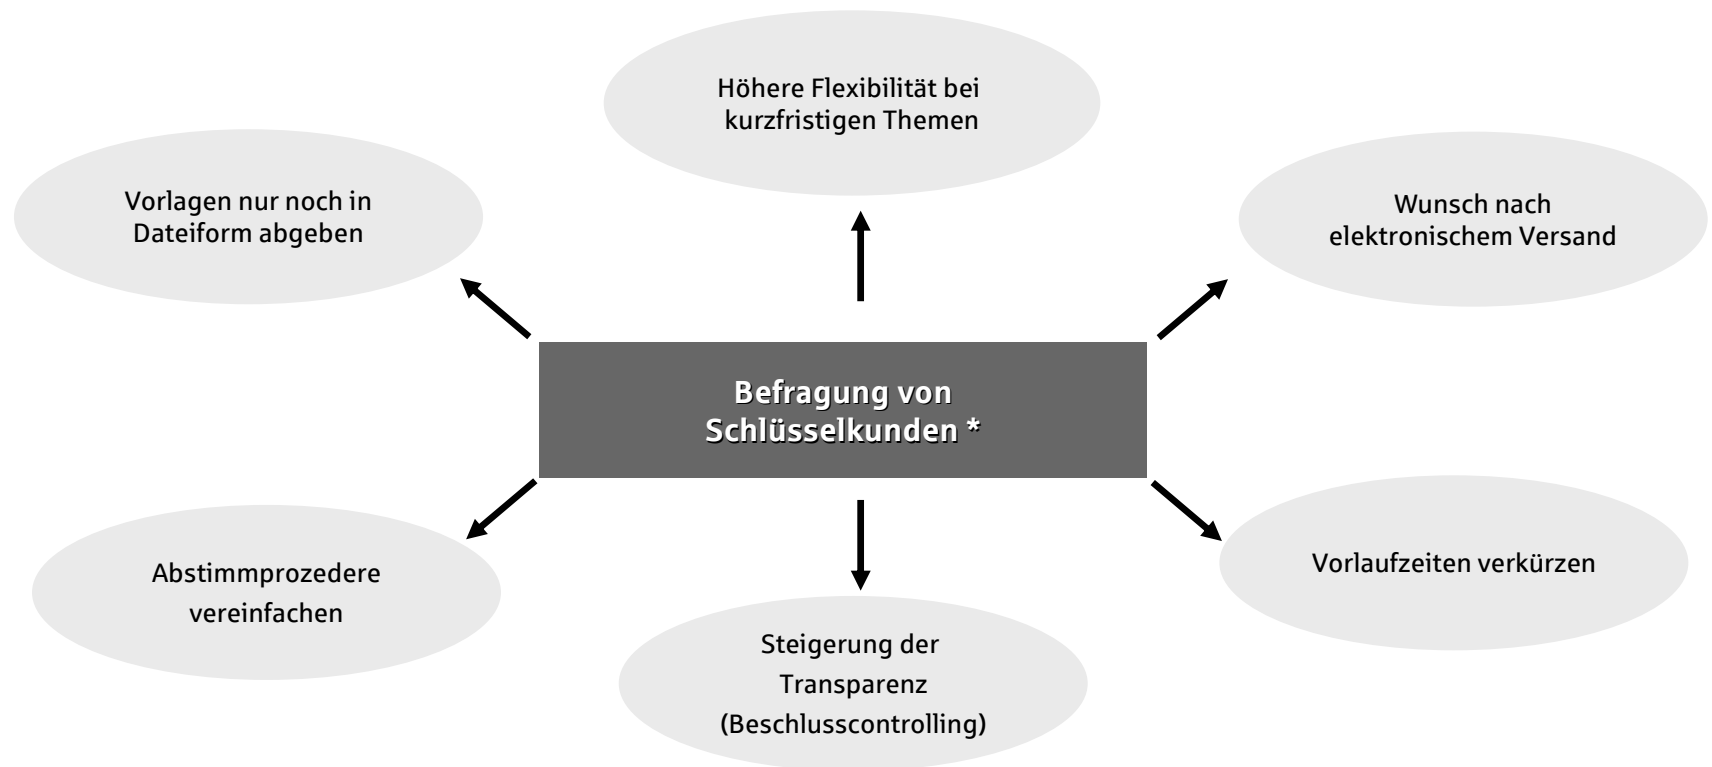 Höhere Flexibilität bei
kurzfristigen Themen
Vorlagen nur noch in
Dateiform abgeben
Wunsch nach
elektronischem Versand
Befragung von
Schlüsselkunden *
Abstimmprozedere
vereinfachen
Vorlaufzeiten verkürzen
Steigerung der
Transparenz
(Beschlusscontrolling)